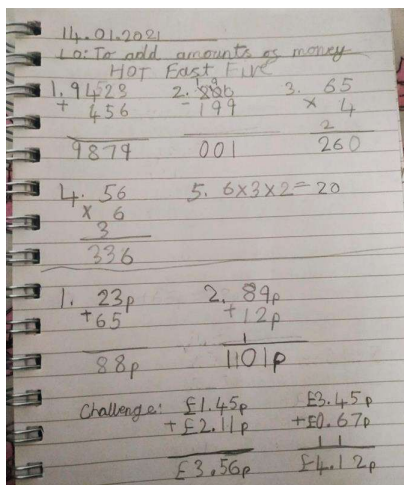 14.01.2021
Lo: To add amounts of money
HOT Fast Five
1. 9423 2. 200 3. 65
+ 456 - 199 x 4
2
9879 001 260
4. 56 5. 6x3x2=20
x 6
3
336
1. 23p 2. 89p
+65 +12p
1
88p 1101p
Challenge: £1.45p £3.45p
+£2.11p +£0.67p
1 1
£3.56p £4.12p